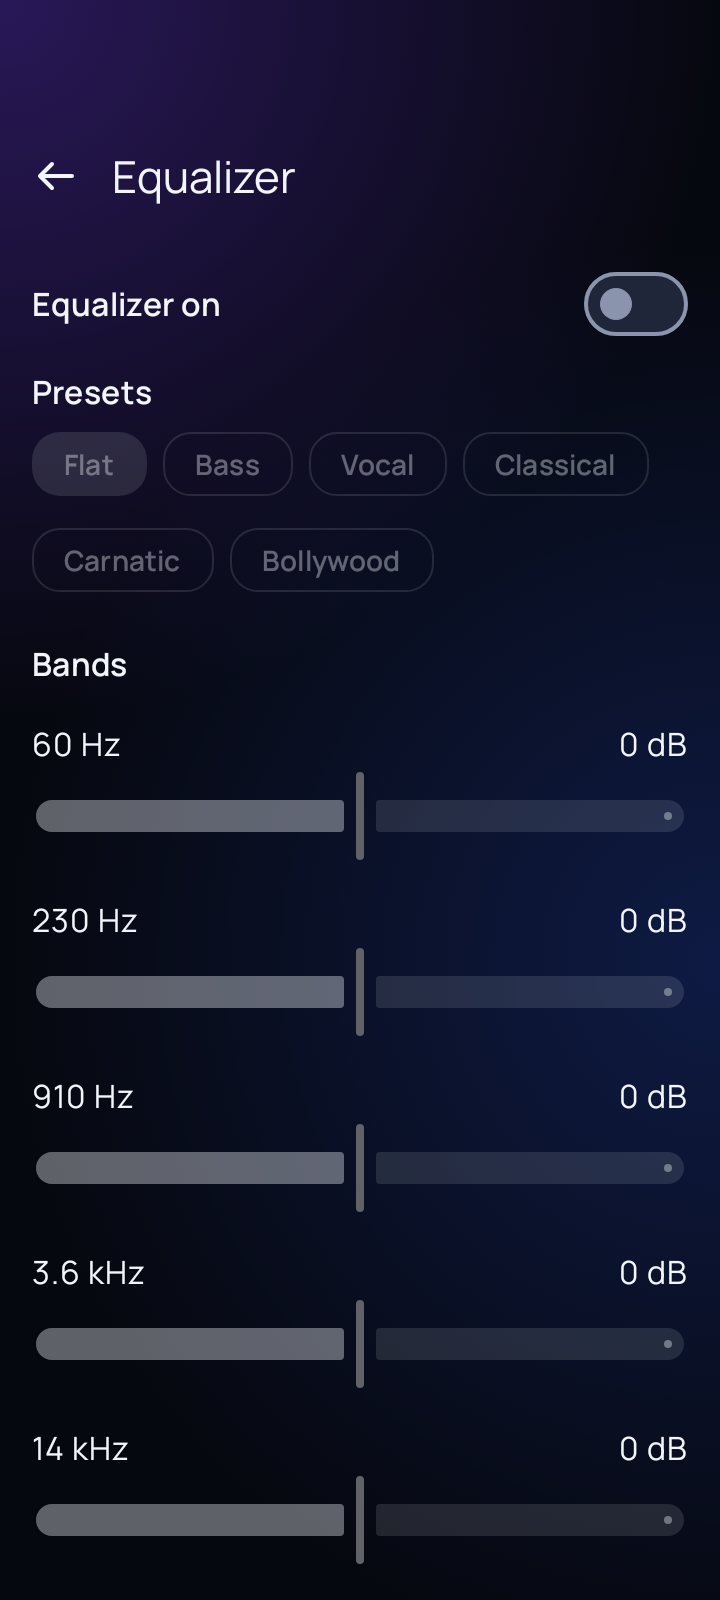 Equalizer
Equalizer on
Presets
Flat Bass Vocal Classical
Carnatic Bollywood
Bands
60 Hz 0 dB
230 Hz 0 dB
910 Hz 0 dB
3.6 kHz 0 dB
14 kHz 0 dB